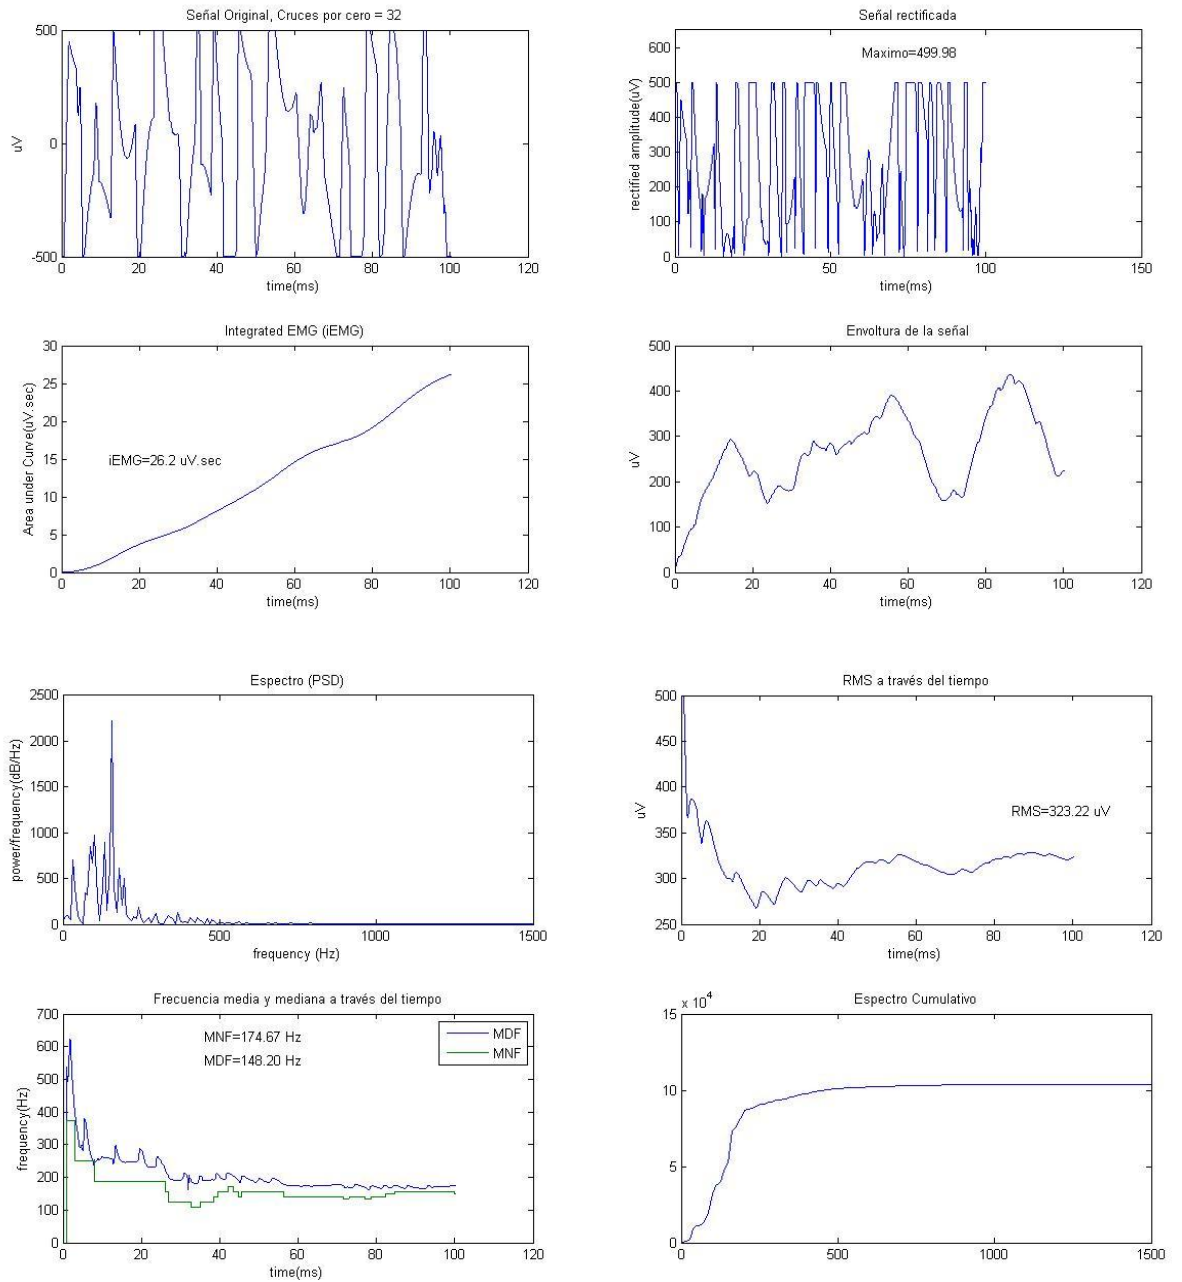 Señal Original, Cruces por cero = 32
500
0
-500
uV
0 20 40 60 80 100 120
time(ms)
Señal rectificada
Maximo=499.98
600
500
400
300
200
100
0
rectified amplitude(uV)
0 50 100 150
time(ms)
Integrated EMG (iEMG)
30
25
20
15
10
5
0
Area under Curve(uV.sec)
iEMG=26.2 uV.sec
0 20 40 60 80 100 120
time(ms)
Envoltura de la señal
500
400
300
200
100
0
uV
0 20 40 60 80 100 120
time(ms)
Espectro (PSD)
2500
2000
1500
1000
500
0
power/frequency(dB/Hz)
0 500 1000 1500
frequency (Hz)
RMS a través del tiempo
500
450
400
350
300
250
uV
RMS=323.22 uV
0 20 40 60 80 100 120
time(ms)
Frecuencia media y mediana a través del tiempo
700
600
500
400
300
200
100
0
frequency(Hz)
MNF=174.67 Hz
MDF=148.20 Hz
MDF
MNF
0 20 40 60 80 100 120
time(ms)
Espectro Cumulativo
x 10^4
15
10
5
0
0 500 1000 1500